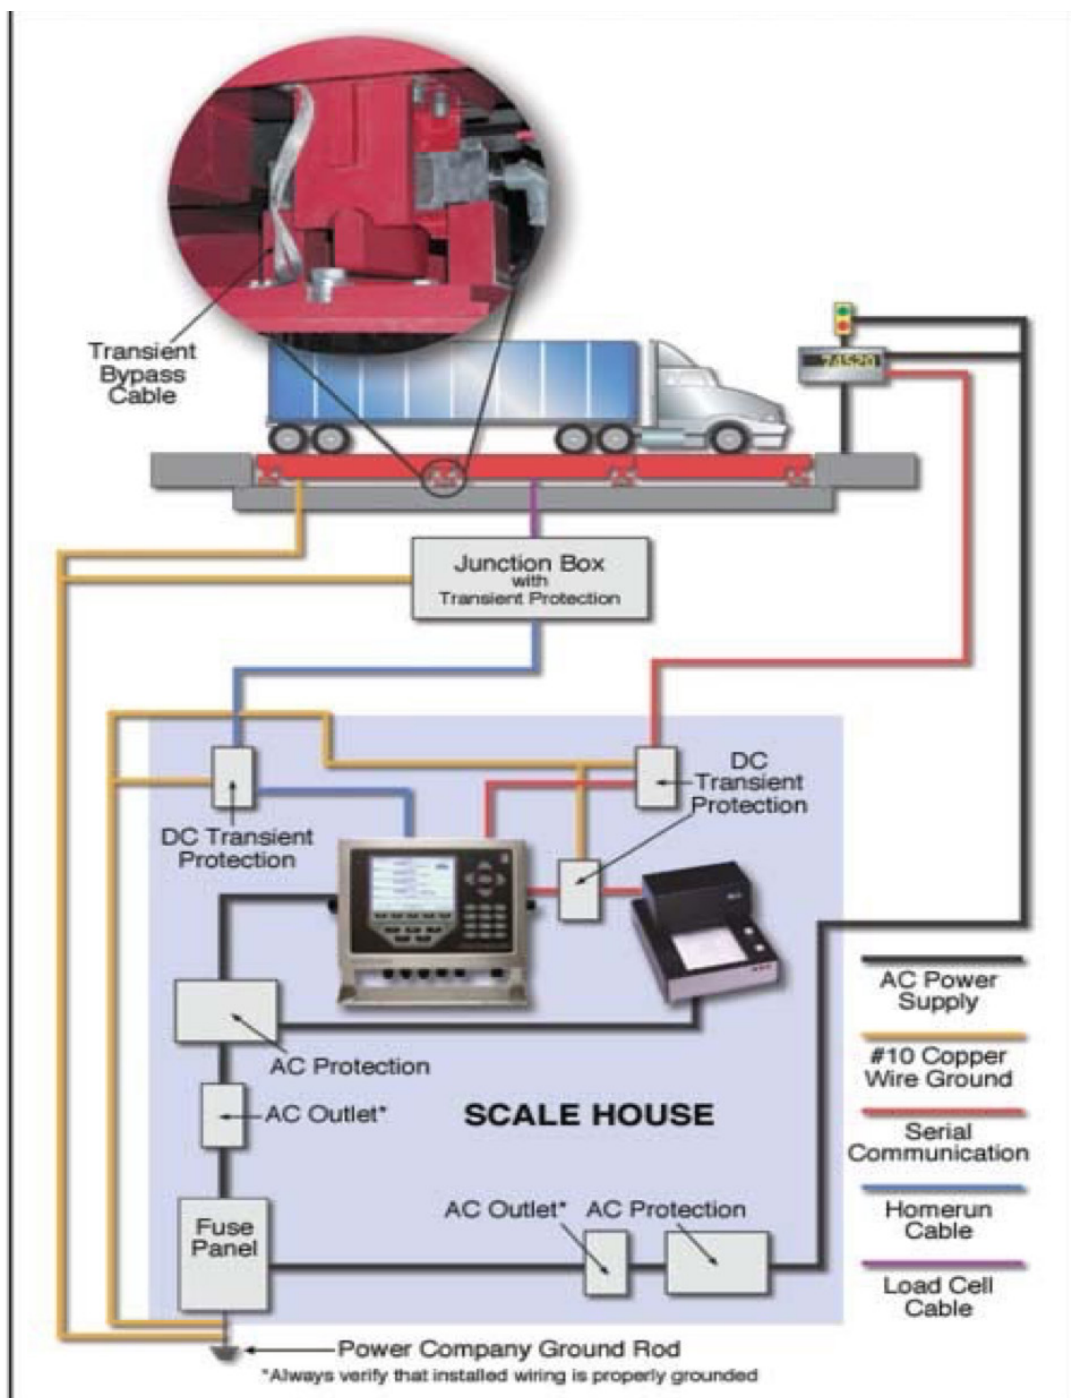 Transient
Bypass
Cable
74520
Junction Box
with
Transient Protection
DC
Transient
Protection
DC Transient
Protection
AC Protection
AC Outlet*
SCALE HOUSE
Fuse
Panel
AC Outlet*
AC Protection
AC Power
Supply
#10 Copper
Wire Ground
Serial
Communication
Homerun
Cable
Load Cell
Cable
Power Company Ground Rod
*Always verify that installed wiring is properly grounded